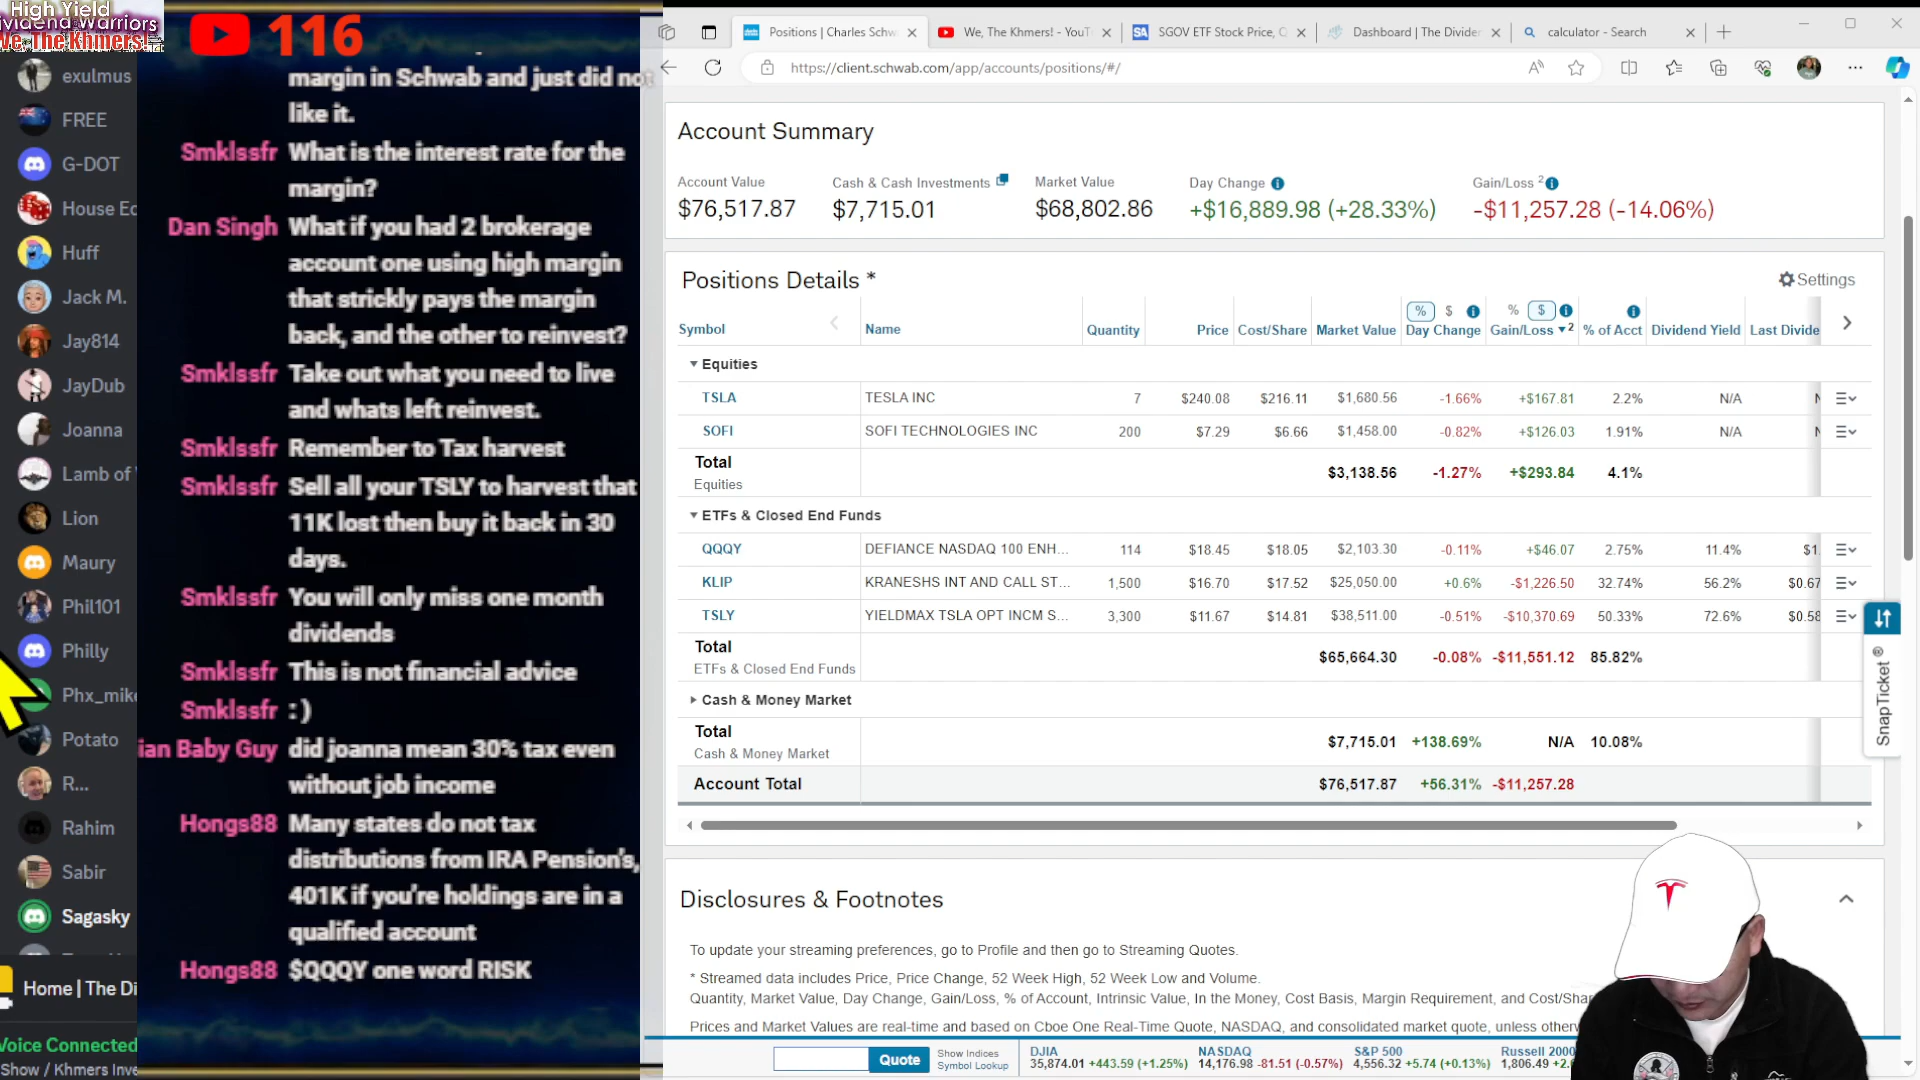 High Yield
Dividend Warriors
We, The Khmers!
116
exulmus
FREE
G-DOT
House Ec
Huff
Jack M.
Jay814
JayDub
Joanna
Lamb of
Lion
Maury
Phil101
Philly
Phx_mike
Potato
R...
Rahim
Sabir
Sagasky
Home | The Di
Voice Connected
Show / Khmers Inve
margin in Schwab and just did not
like it.
Smklssfr What is the interest rate for the
margin?
Dan Singh What if you had 2 brokerage
account one using high margin
that strickly pays the margin
back, and the other to reinvest?
Smklssfr Take out what you need to live
and whats left reinvest.
Smklssfr Remember to Tax harvest
Smklssfr Sell all your TSLY to harvest that
11K lost then buy it back in 30
days.
Smklssfr You will only miss one month
dividends
Smklssfr This is not financial advice
Smklssfr : )
ian Baby Guy did joanna mean 30% tax even
without job income
Hongs88 Many states do not tax
distributions from IRA Pension's,
401K if you're holdings are in a
qualified account
Hongs88 $QQQY one word RISK
Positions | Charles Schw
We, The Khmers! - YouT
SA SGOV ETF Stock Price, Q
Dashboard | The Divider
calculator - Search
https://client.schwab.com/app/accounts/positions/#/
Account Summary
Account Value Cash & Cash Investments Market Value Day Change Gain/Loss 2
$76,517.87 $7,715.01 $68,802.86 +$16,889.98 (+28.33%) -$11,257.28 (-14.06%)
Positions Details *
Settings
% $ % $
Symbol Name Quantity Price Cost/Share Market Value Day Change Gain/Loss 2 % of Acct Dividend Yield Last Divide
Equities
TSLA TESLA INC 7 $240.08 $216.11 $1,680.56 -1.66% +$167.81 2.2% N/A N
SOFI SOFI TECHNOLOGIES INC 200 $7.29 $6.66 $1,458.00 -0.82% +$126.03 1.91% N/A N
Total
Equities $3,138.56 -1.27% +$293.84 4.1%
ETFs & Closed End Funds
QQQY DEFIANCE NASDAQ 100 ENH... 114 $18.45 $18.05 $2,103.30 -0.11% +$46.07 2.75% 11.4% $1.
KLIP KRANESHS INT AND CALL ST... 1,500 $16.70 $17.52 $25,050.00 +0.6% -$1,226.50 32.74% 56.2% $0.67
TSLY YIELDMAX TSLA OPT INCM S... 3,300 $11.67 $14.81 $38,511.00 -0.51% -$10,370.69 50.33% 72.6% $0.58
Total
ETFs & Closed End Funds $65,664.30 -0.08% -$11,551.12 85.82%
Cash & Money Market
Total
Cash & Money Market $7,715.01 +138.69% N/A 10.08%
Account Total $76,517.87 +56.31% -$11,257.28
SnapTicket ®
Disclosures & Footnotes
To update your streaming preferences, go to Profile and then go to Streaming Quotes.
* Streamed data includes Price, Price Change, 52 Week High, 52 Week Low and Volume.
Quantity, Market Value, Day Change, Gain/Loss, % of Account, Intrinsic Value, In the Money, Cost Basis, Margin Requirement, and Cost/Shar
Prices and Market Values are real-time and based on Cboe One Real-Time Quote, NASDAQ, and consolidated market quote, unless otherw
Quote
Show Indices
Symbol Lookup
DJIA
35,874.01 +443.59 (+1.25%)
NASDAQ
14,176.98 -81.51 (-0.57%)
S&P 500
4,556.32 +5.74 (+0.13%)
Russell 2000
1,806.49 +2.